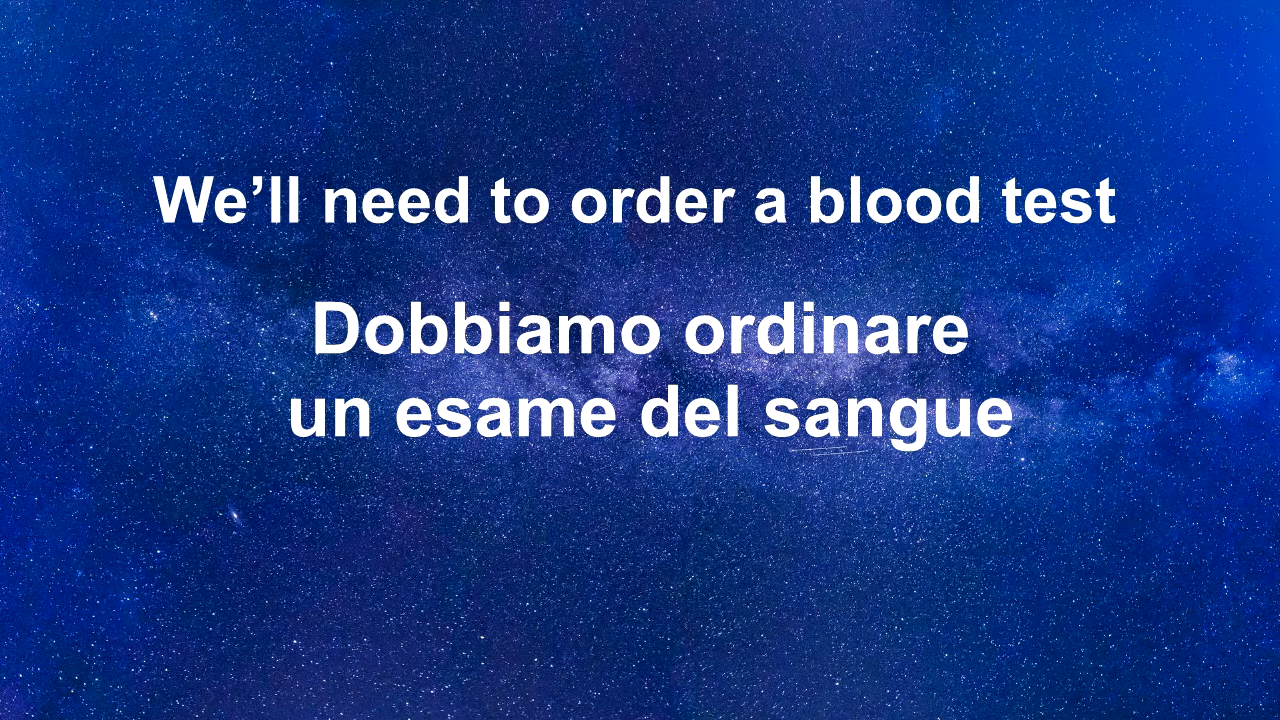 We’ll need to order a blood test
Dobbiamo ordinare
un esame del sangue